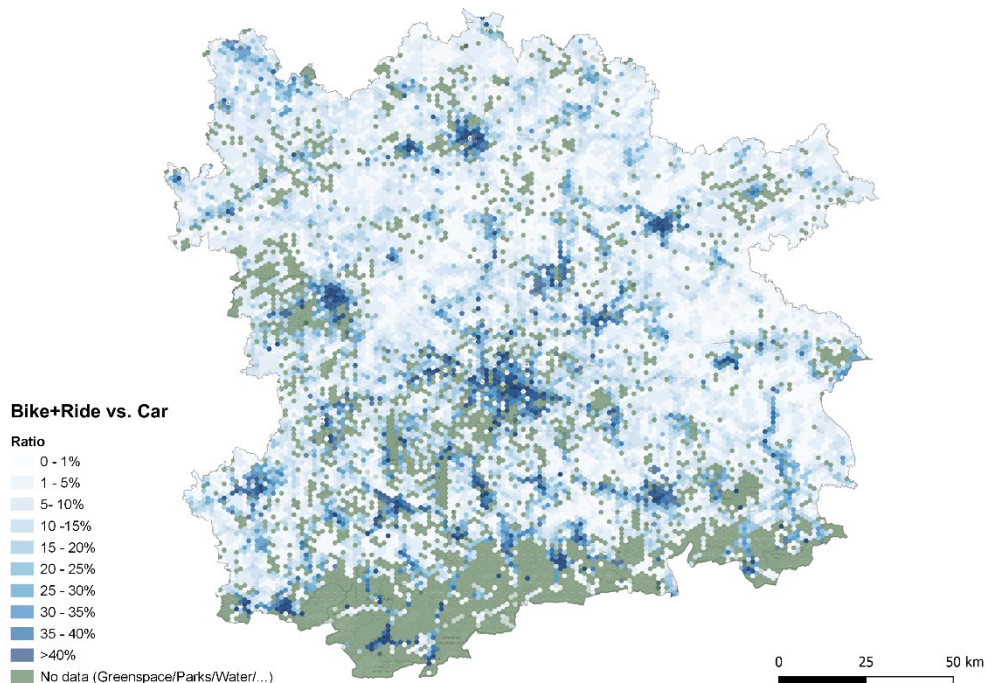 Bike+Ride vs. Car
Ratio
0 - 1%
1 - 5%
5- 10%
10 -15%
15 - 20%
20 - 25%
25 - 30%
30 - 35%
35 - 40%
>40%
No data (Greenspace/Parks/Water/...)
0 25 50 km